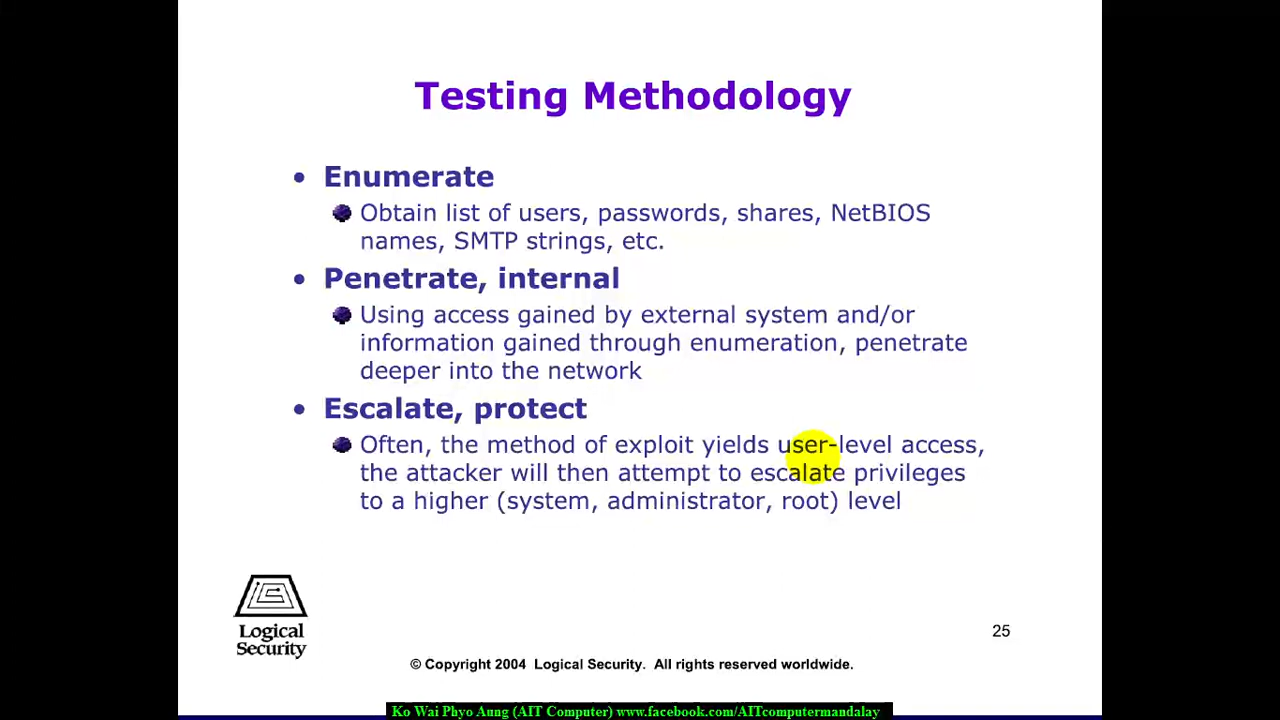 Testing Methodology
• Enumerate
Obtain list of users, passwords, shares, NetBIOS
names, SMTP strings, etc.
• Penetrate, internal
Using access gained by external system and/or
information gained through enumeration, penetrate
deeper into the network
• Escalate, protect
Often, the method of exploit yields user-level access,
the attacker will then attempt to escalate privileges
to a higher (system, administrator, root) level
Logical
Security
25
© Copyright 2004 Logical Security. All rights reserved worldwide.
Ko Wai Phyo Aung (AIT Computer) www.facebook.com/AITcomputermandalay